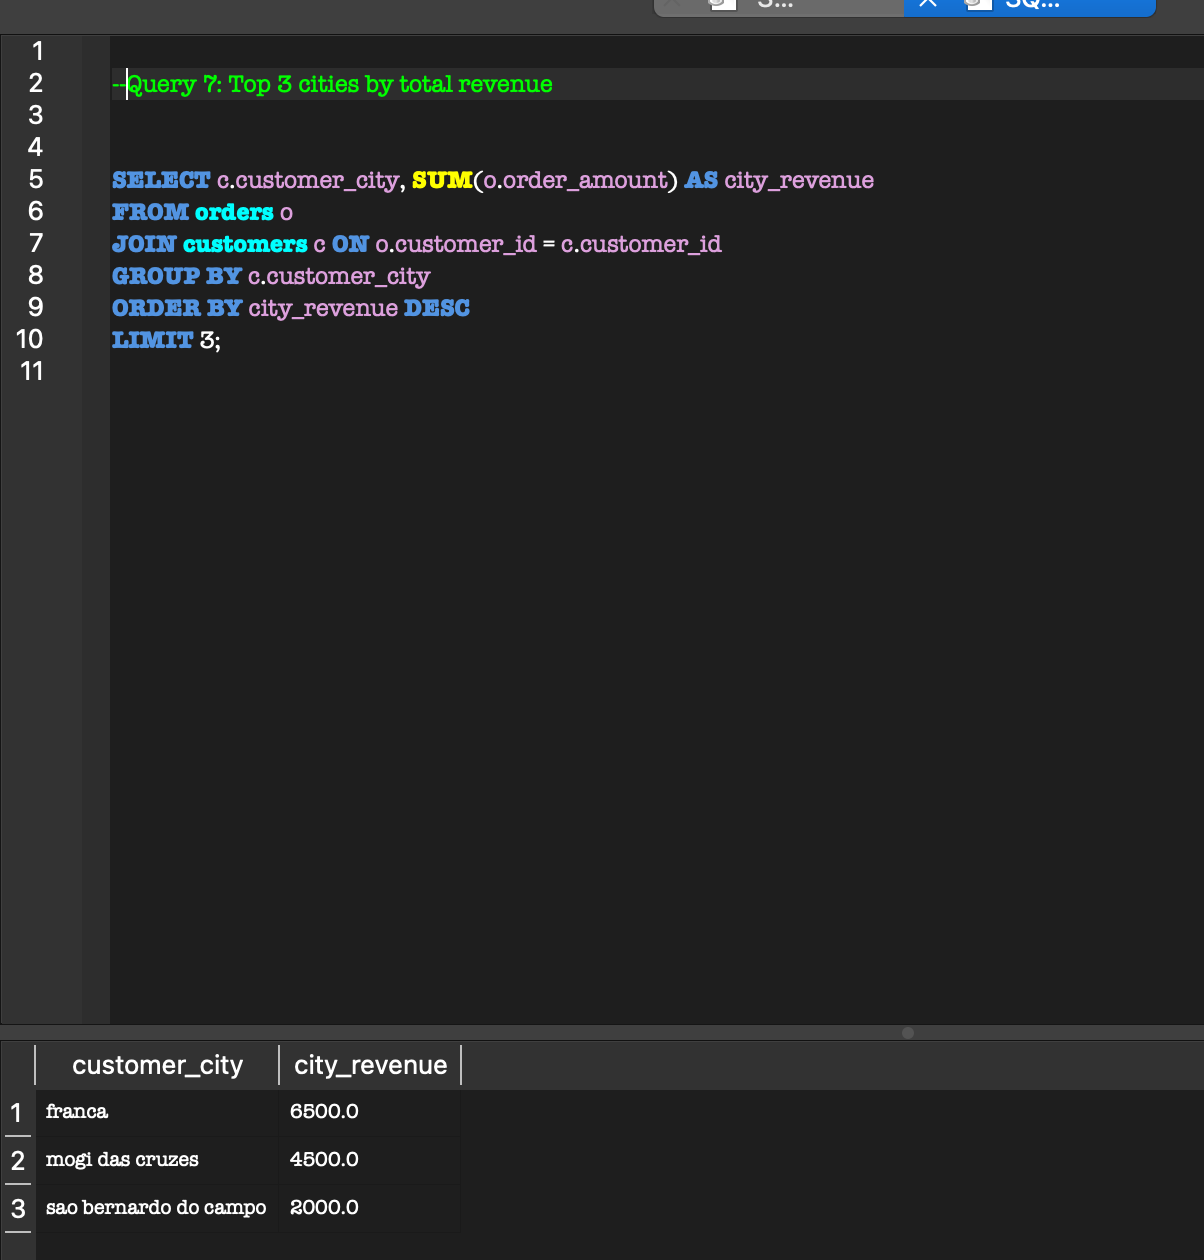 1
2 --Query 7: Top 3 cities by total revenue
3
4
5 SELECT c.customer_city, SUM(o.order_amount) AS city_revenue
6 FROM orders o
7 JOIN customers c ON o.customer_id = c.customer_id
8 GROUP BY c.customer_city
9 ORDER BY city_revenue DESC
10 LIMIT 3;
11
customer_city city_revenue
1 franca 6500.0
2 mogi das cruzes 4500.0
3 sao bernardo do campo 2000.0